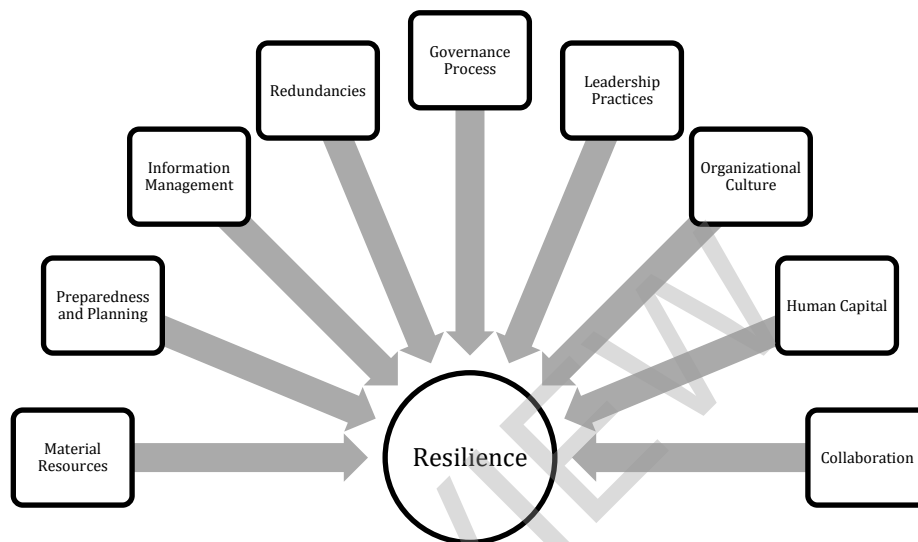 Governance
Process
Redundancies
Leadership
Practices
Information
Management
Organizational
Culture
Preparedness
and Planning
Human Capital
Material
Resources
Resilience
Collaboration